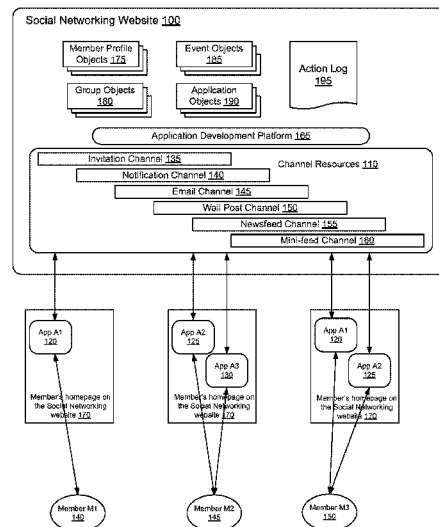 Social Networking Website 100
Member Profile
Objects 175
Event Objects
185
Action Log
195
Group Objects
180
Application
Objects 190
Application Development Platform 165
Invitation Channel 135
Channel Resources 110
Notification Channel 140
Email Channel 145
Wall Post Channel 150
Newsfeed Channel 155
Mini-feed Channel 160
App A1
120
Member's homepage on
the Social Networking
website 170
App A2
125
App A3
130
Member's homepage on
the Social Networking
website 170
App A1
120
App A2
125
Member's homepage on
the Social Networking
website 170
Member M1
140
Member M2
145
Member M3
150